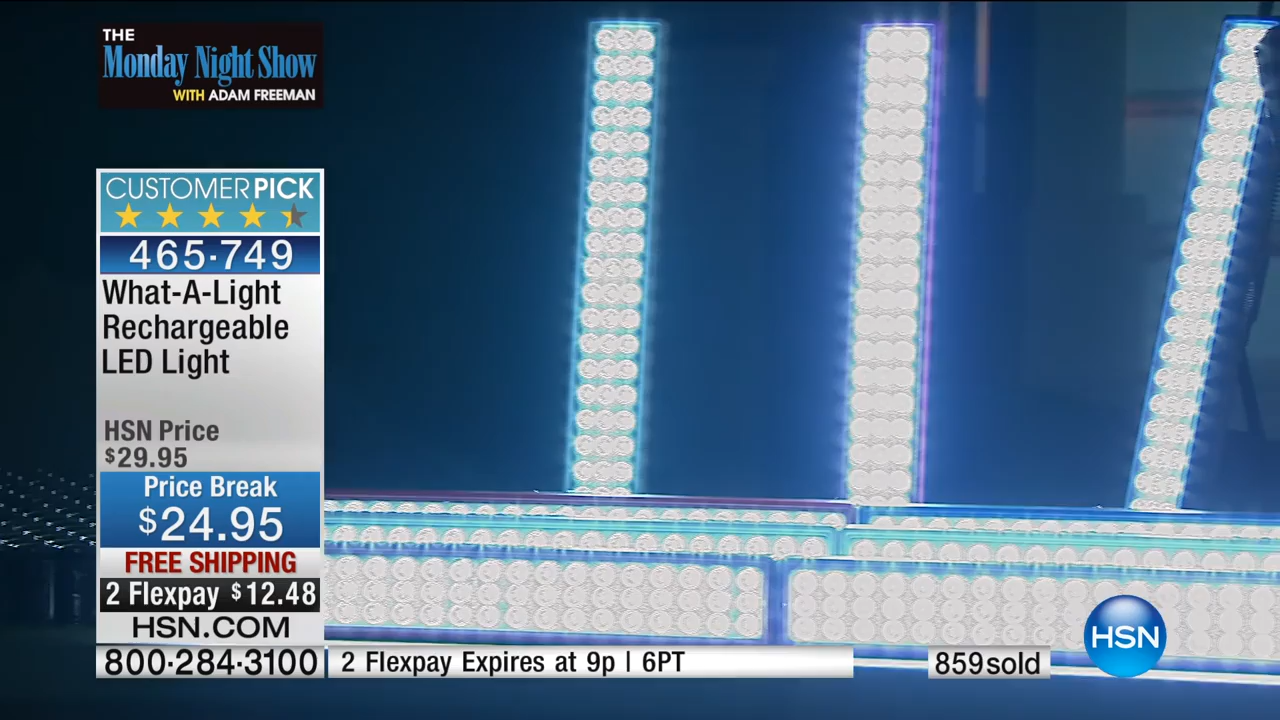 THE
Monday Night Show
WITH ADAM FREEMAN
CUSTOMERPICK
465·749
What-A-Light
Rechargeable
LED Light
HSN Price
$29.95
Price Break
$24.95
FREE SHIPPING
2 Flexpay $12.48
HSN.COM
800·284·3100
2 Flexpay Expires at 9p | 6PT
859sold
HSN